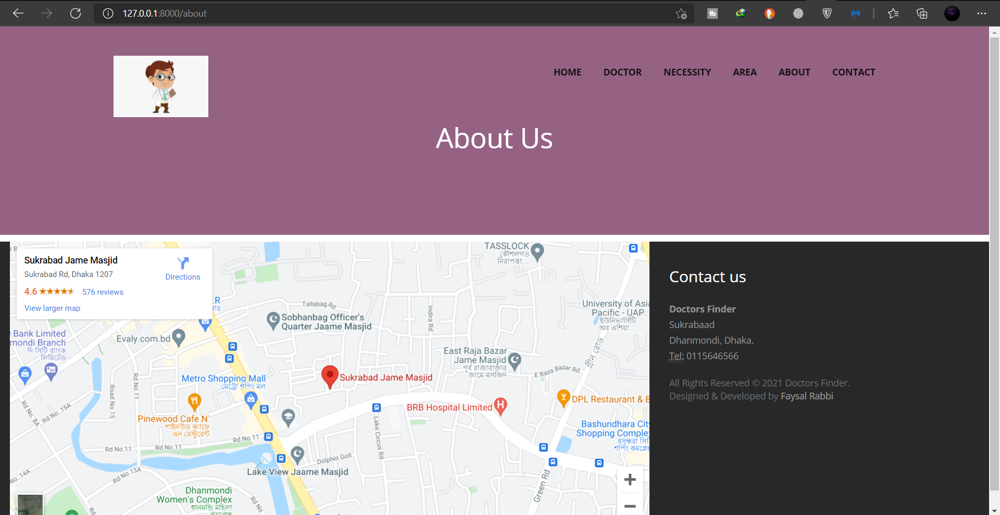 127.0.0.1:8000/about
HOME DOCTOR NECESSITY AREA ABOUT CONTACT
About Us
Sukrabad Jame Masjid
Sukrabad Rd, Dhaka 1207
4.6 576 reviews
View larger map
Directions
TASSLOCK
কৌশলগত
নিরাপত্তা...
Tallabag Rd
Indira Rd
University of Asia
Pacific - UAP
ইউনিভার্সিটি
অব এশিয়া...
Sobhanbag Officer's
Quarter Jaame Masjid
Bank Limited
mondi Branch
দি সিটি ব্যাংক
লিমিটেড
Evaly.com.bd
East Raja Bazar
Jame Masjid
পূর্ব রাজাবাজার
জামে মসজিদ
গ্রীন রোড
E Raza Bazar Rd
Metro Shopping Mall
মেট্রো শপিং মল
Sukrabad Jame Masjid
Rd No 11
Road No 15
Rd No. 8A
Rd No. 15A
BRB Hospital Limited
DPL Restaurant & B
Pinewood Cafe N'
পাইনউড ক্যাফে
এন রেস্টুরেন্ট
Lake Circus Rd
Bashundhara City
Shopping Complex
বসুন্ধরা সিটি
শপিং কমপ্লেক্স
Rd No 11
Rd No 11
Rd No 11
Dolphin Goli
Lake View Jaame Masjid
Rd No 13A
No. 14A
Green Rd
Dhanmondi
Women's Complex
ধানমন্ডি মহিলা
কমপ্লেক্স
Rd No.
Rd
Contact us
Doctors Finder
Sukrabaad
Dhanmondi, Dhaka.
Tel: 0115646566
All Rights Reserved © 2021 Doctors Finder.
Designed & Developed by Faysal Rabbi